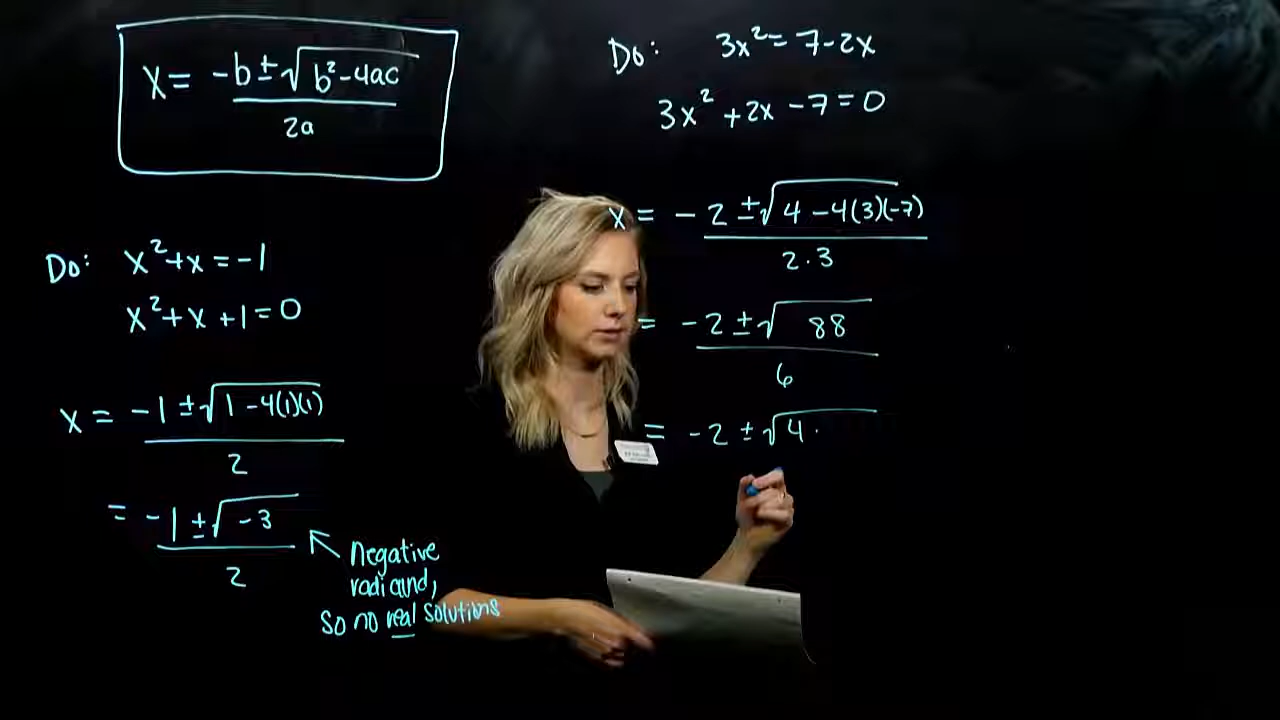 x = -b ± √(b² - 4ac)
2a
Do: x² + x = -1
x² + x + 1 = 0
x = -1 ± √(1 - 4(1)(1))
2
= -1 ± √(-3)
2
negative
radicand,
so no real solutions
Do: 3x² = 7 - 2x
3x² + 2x - 7 = 0
x = -2 ± √(4 - 4(3)(-7))
2 · 3
= -2 ± √(88)
6
= -2 ± √(4 ·